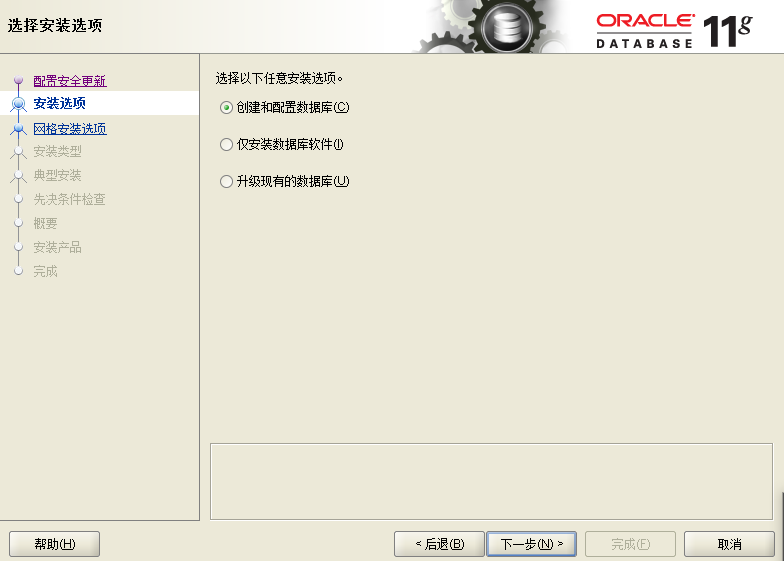 选择安装选项
ORACLE
DATABASE 11g
配置安全更新
安装选项
网格安装选项
安装类型
典型安装
先决条件检查
概要
安装产品
完成
选择以下任意安装选项。
创建和配置数据库(C)
仅安装数据库软件(I)
升级现有的数据库(U)
帮助(H)
< 后退(B)
下一步(N) >
完成(F)
取消